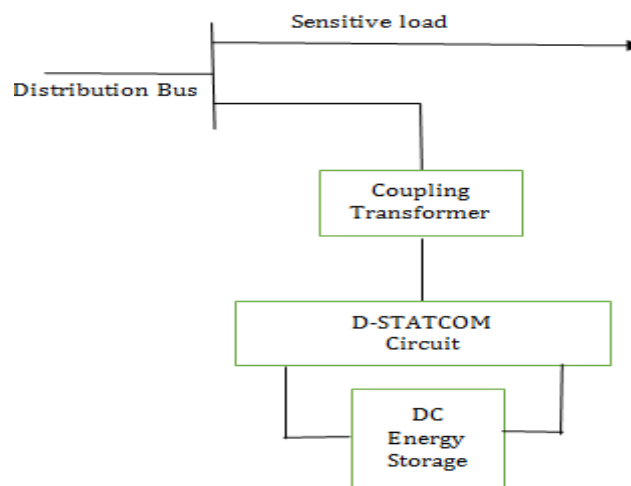 Sensitive load
Distribution Bus
Coupling
Transformer
D-STATCOM
Circuit
DC
Energy
Storage